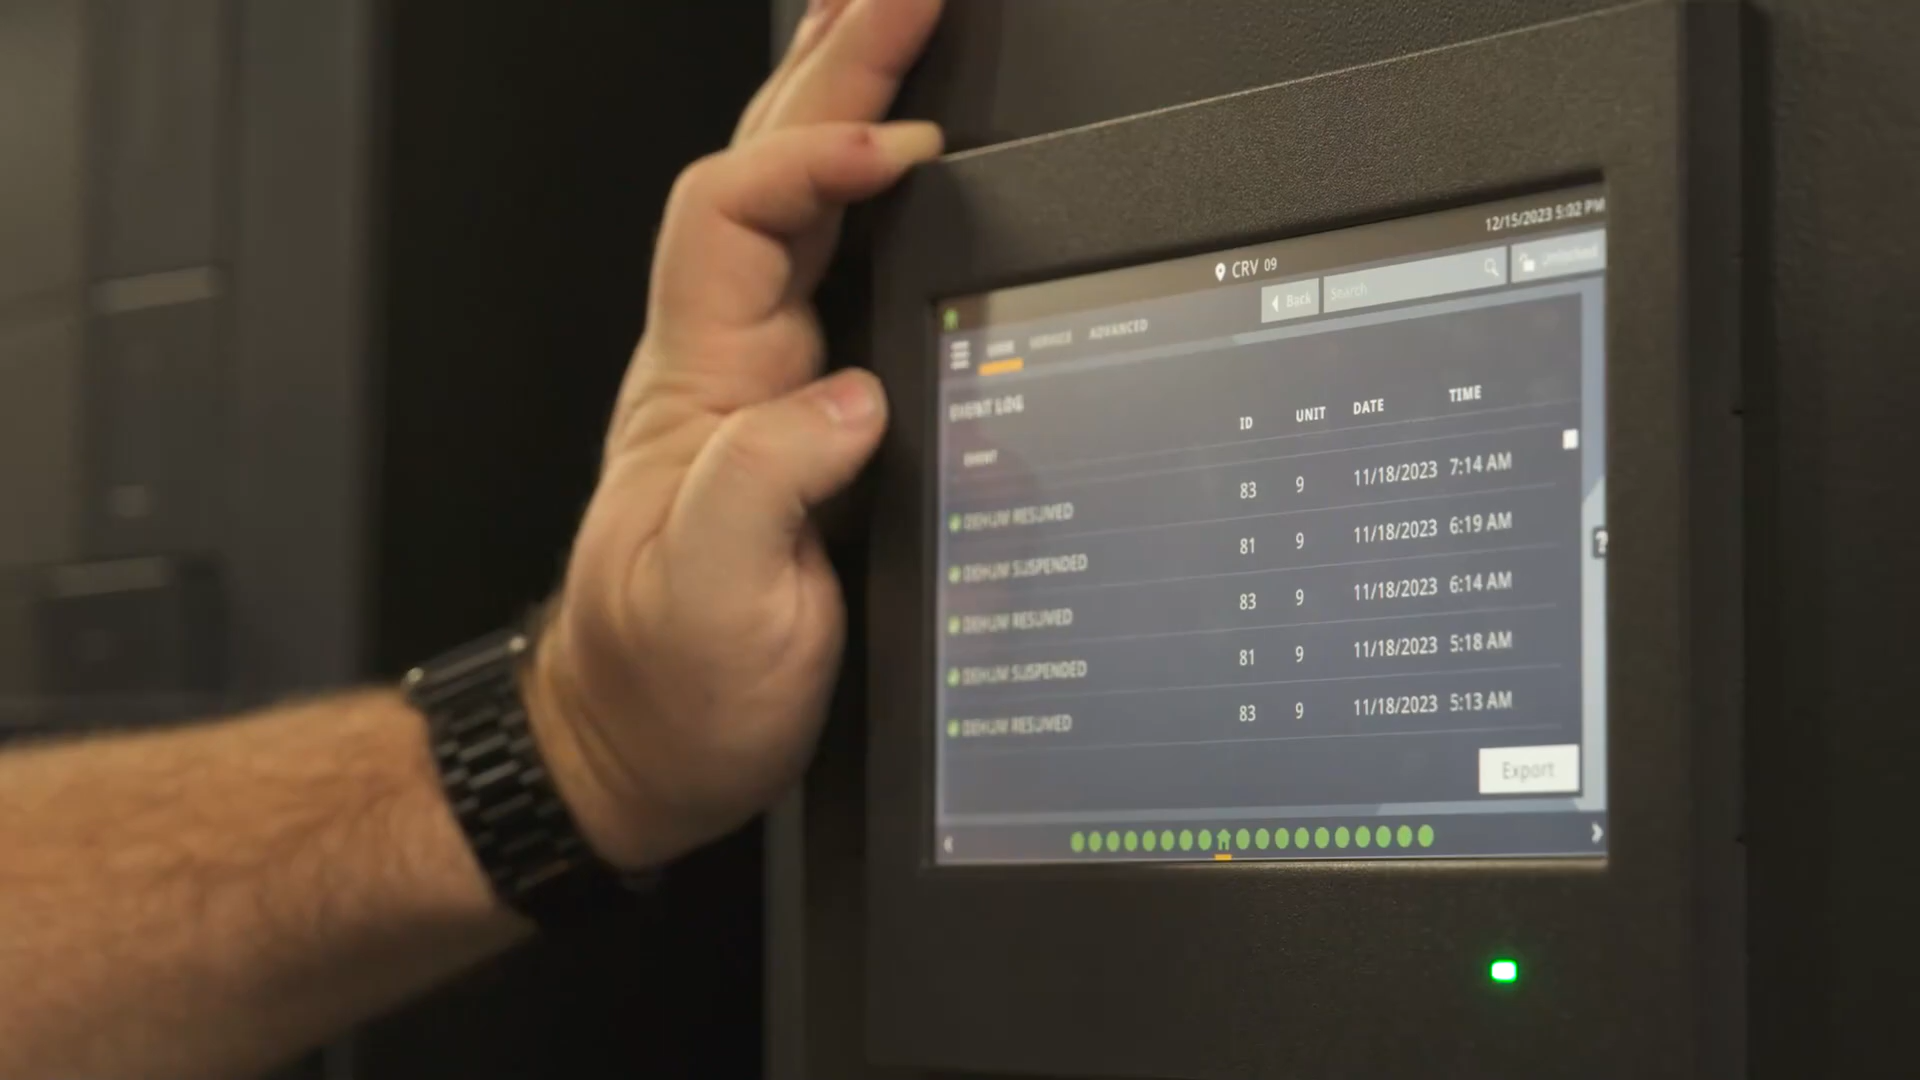 12/15/2023 5:02 PM
CRV 09
Back
Search
Unlocked
USER SERVICE ADVANCED
EVENT LOG
EVENT ID UNIT DATE TIME
DEHUM RESUMED 83 9 11/18/2023 7:14 AM
DEHUM SUSPENDED 81 9 11/18/2023 6:19 AM
DEHUM RESUMED 83 9 11/18/2023 6:14 AM
DEHUM SUSPENDED 81 9 11/18/2023 5:18 AM
DEHUM RESUMED 83 9 11/18/2023 5:13 AM
?
Export